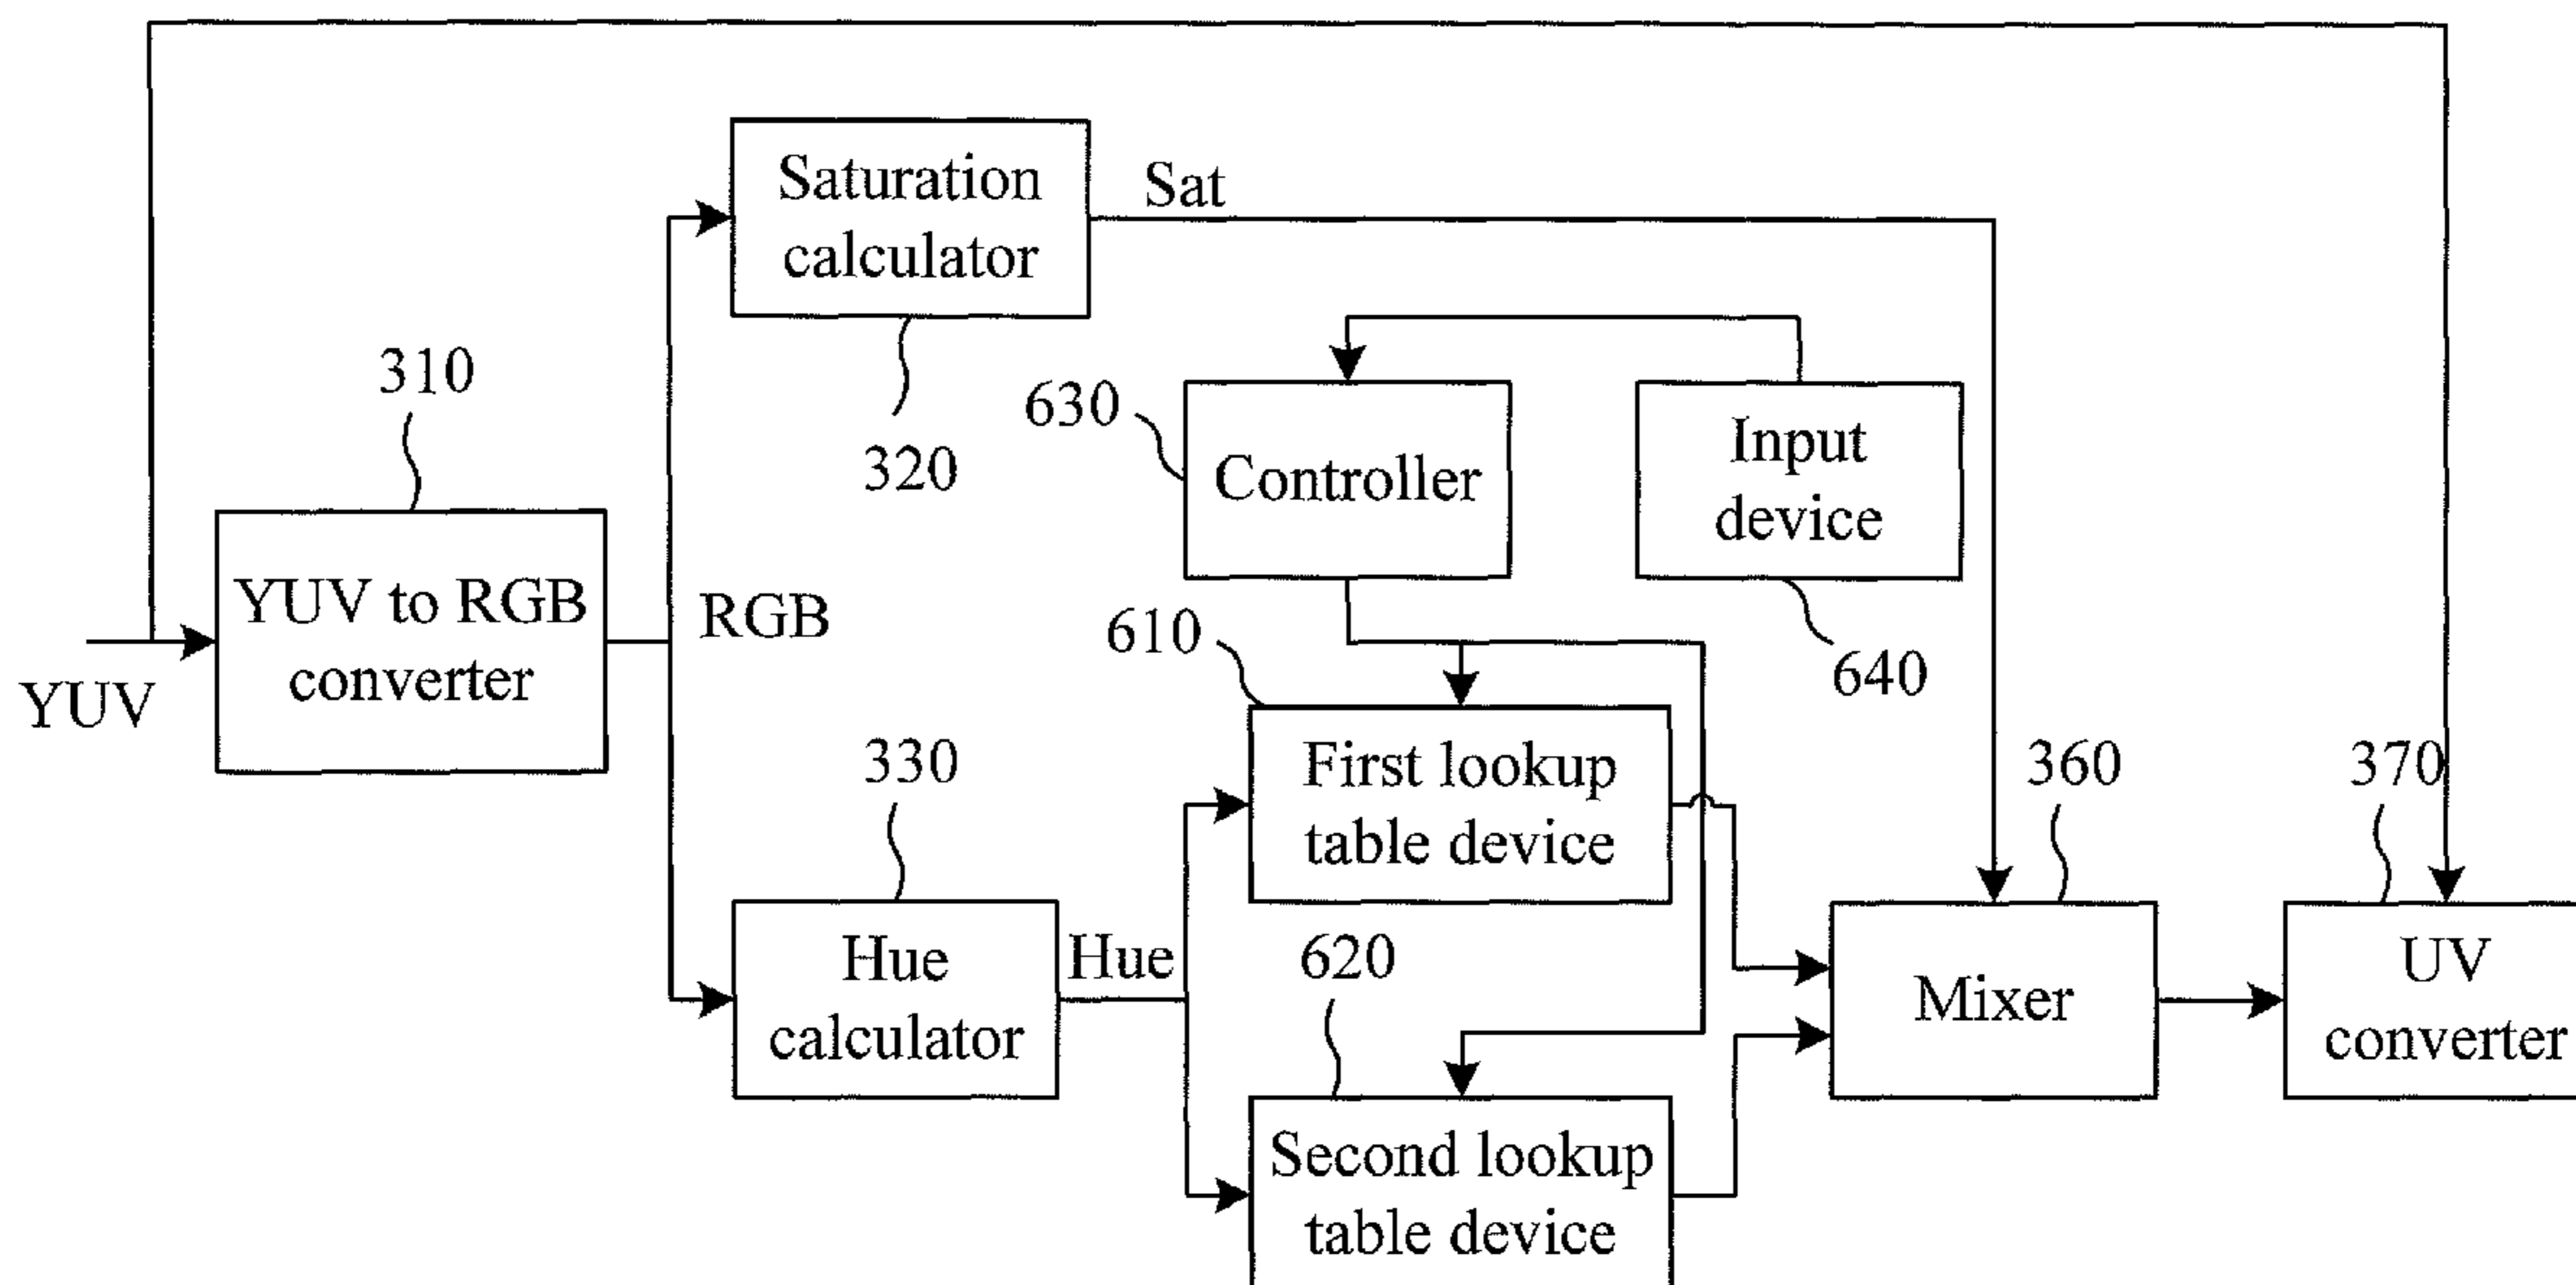 Saturation
calculator
Sat
320
310
YUV to RGB
converter
YUV
RGB
630
Controller
Input
device
640
610
First lookup
table device
330
Hue
calculator
Hue
620
Second lookup
table device
360
Mixer
370
UV
converter